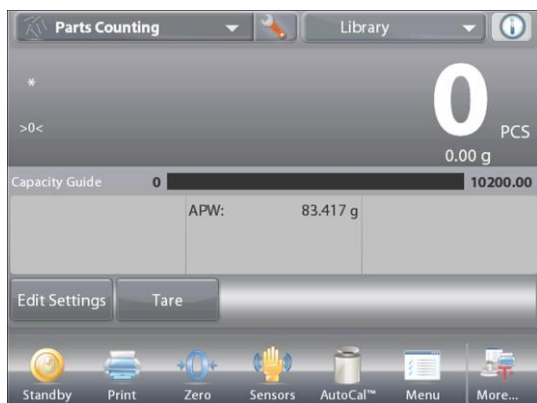 Parts Counting Library
*
0
>0< PCS
0.00 g
Capacity Guide 0 10200.00
APW: 83.417 g
Edit Settings Tare
Standby Print Zero Sensors AutoCal™ Menu More...